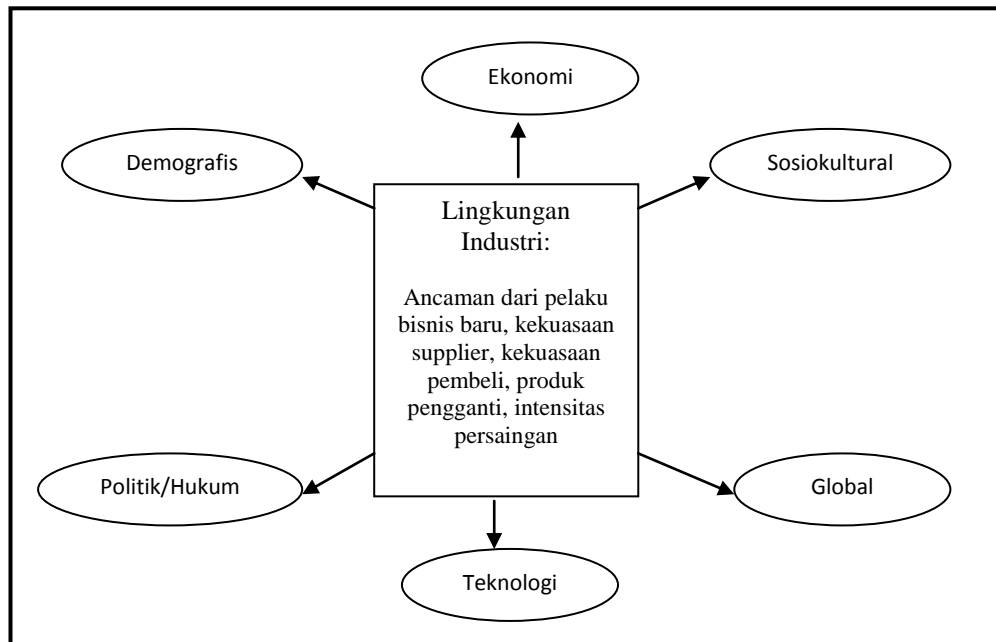 Ekonomi
Demografis
Sosiokultural
Lingkungan
Industri:
Ancaman dari pelaku
bisnis baru, kekuasaan
supplier, kekuasaan
pembeli, produk
pengganti, intensitas
persaingan
Politik/Hukum
Global
Teknologi